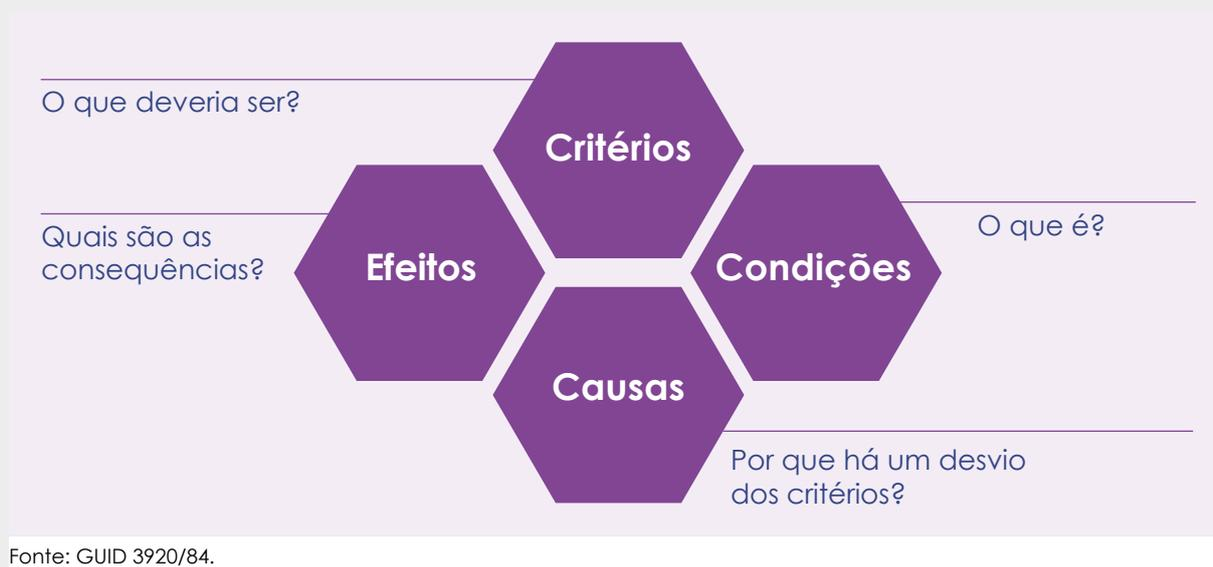 O que deveria ser?
Critérios
Quais são as
consequências?
Efeitos
Condições
O que é?
Causas
Por que há um desvio
dos critérios?
Fonte: GUID 3920/84.